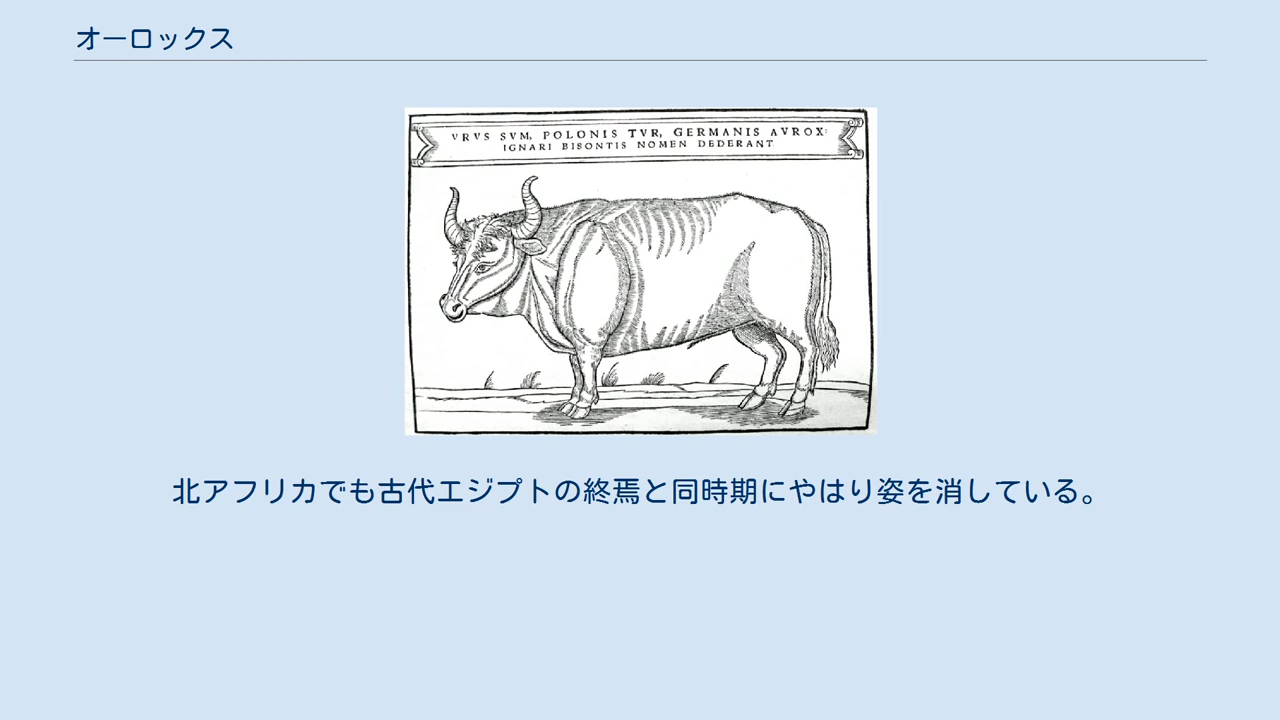 オーロックス
VRVS SVM, POLONIS TVR, GERMANIS AVROX:
IGNARI BISONTIS NOMEN DEDERANT
北アフリカでも古代エジプトの終焉と同時期にやはり姿を消している。